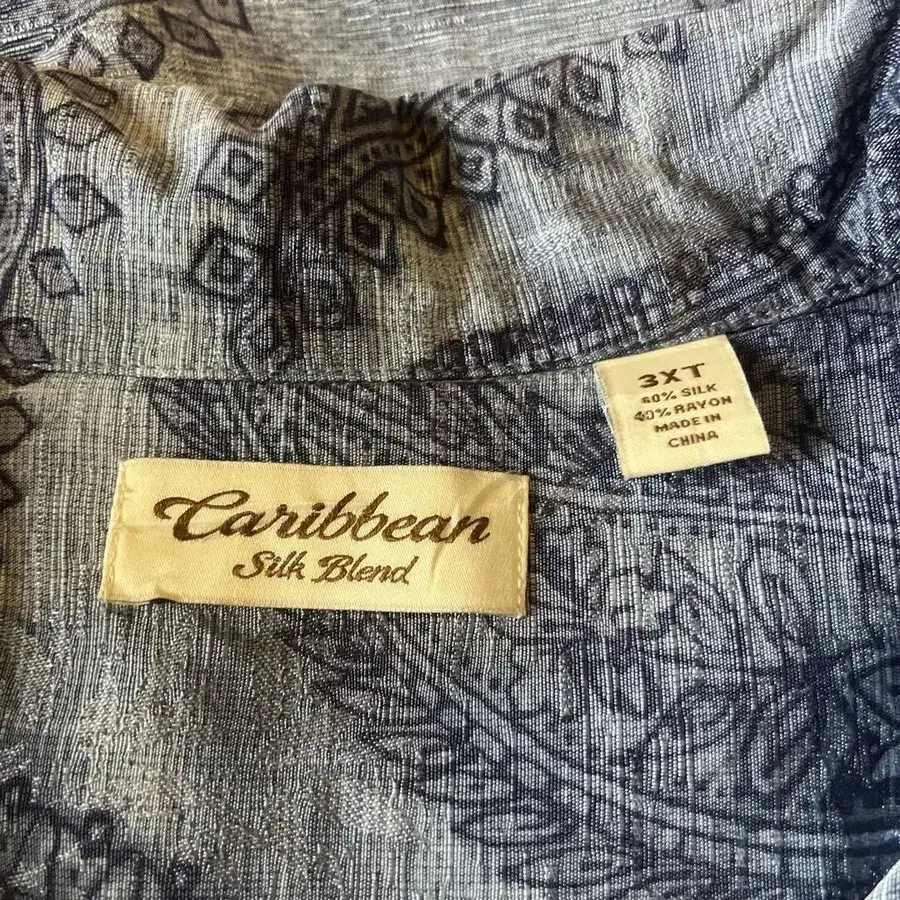 3XT
60% SILK
40% RAYON
MADE IN
CHINA
Caribbean
Silk Blend